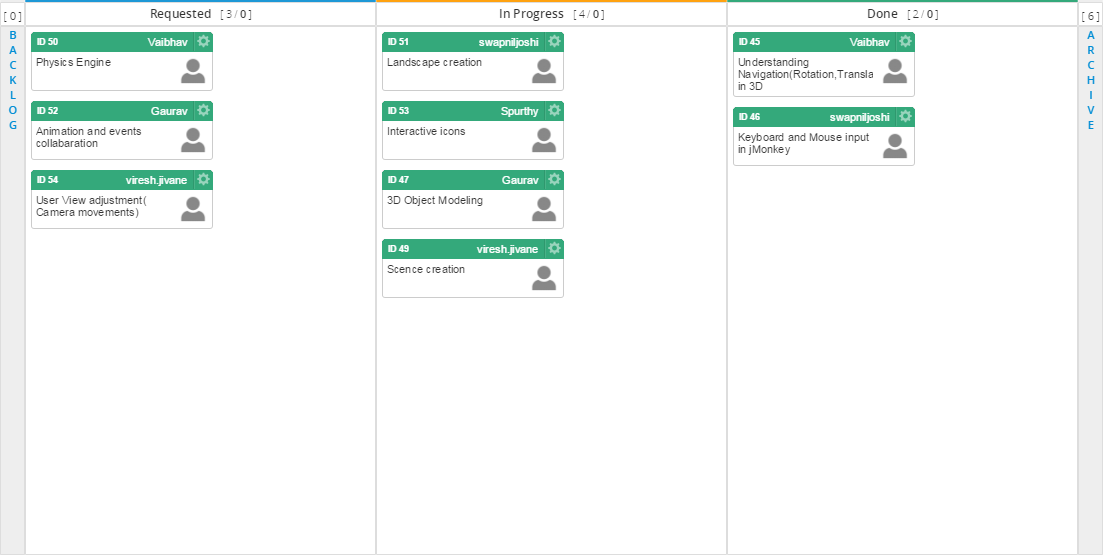 [ 0 ]
BACKLOG
Requested [ 3 / 0 ]
ID 50 Vaibhav
Physics Engine
ID 52 Gaurav
Animation and events
collabaration
ID 54 viresh.jivane
User View adjustment(
Camera movements)
In Progress [ 4 / 0 ]
ID 51 swapniljoshi
Landscape creation
ID 53 Spurthy
Interactive icons
ID 47 Gaurav
3D Object Modeling
ID 49 viresh.jivane
Scence creation
Done [ 2 / 0 ]
ID 45 Vaibhav
Understanding
Navigation(Rotation,Transla
in 3D
ID 46 swapniljoshi
Keyboard and Mouse input
in jMonkey
[ 6 ]
ARCHIVE